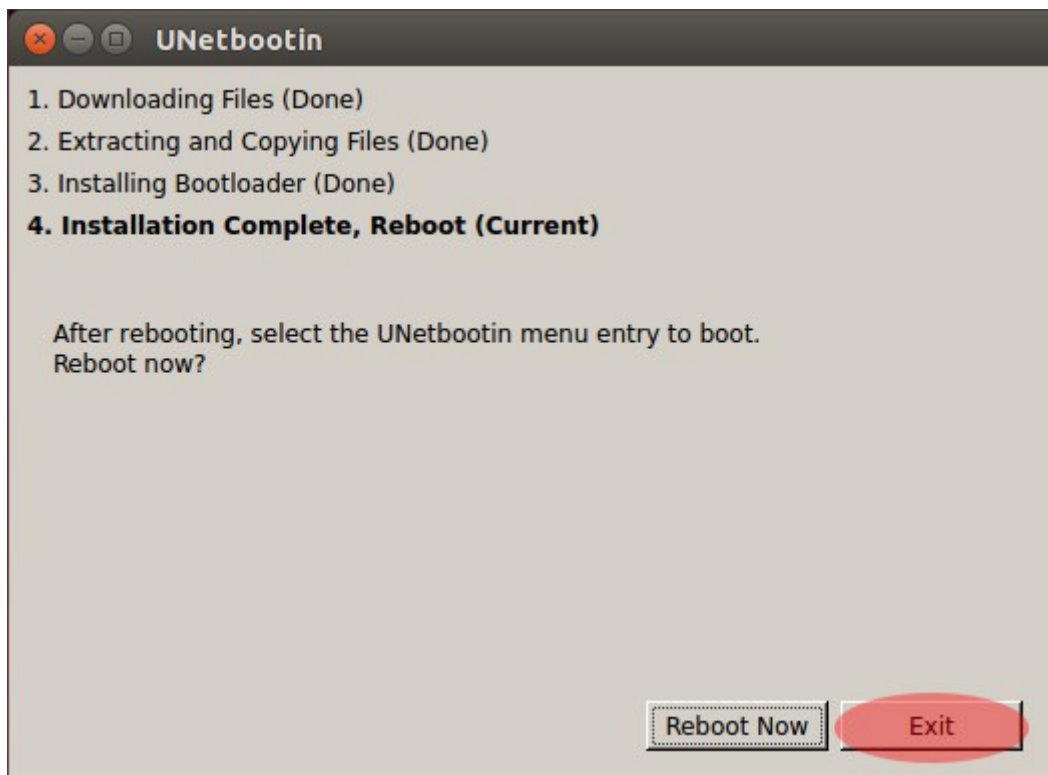 UNetbootin
1. Downloading Files (Done)
2. Extracting and Copying Files (Done)
3. Installing Bootloader (Done)
4. Installation Complete, Reboot (Current)
After rebooting, select the UNetbootin menu entry to boot.
Reboot now?
Reboot Now Exit